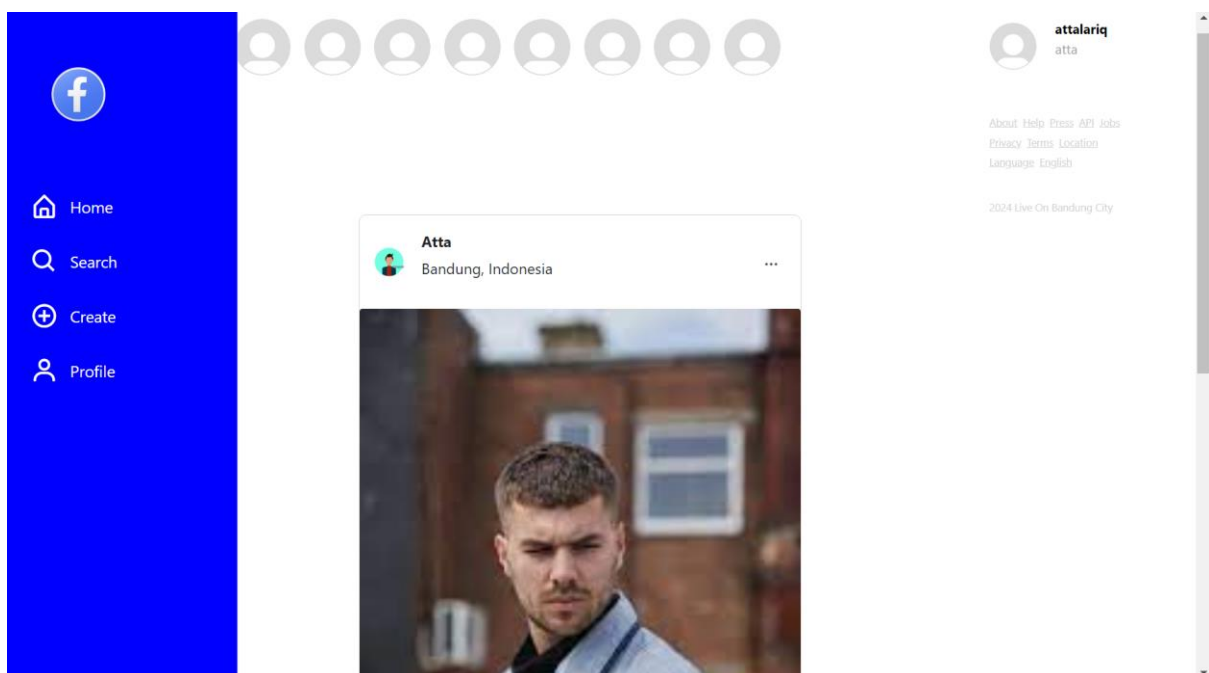 f
Home
Search
Create
Profile
Atta
Bandung, Indonesia
attalariq
atta
About Help Press API Jobs
Privacy Terms Location
Language English
2024 Live On Bandung City